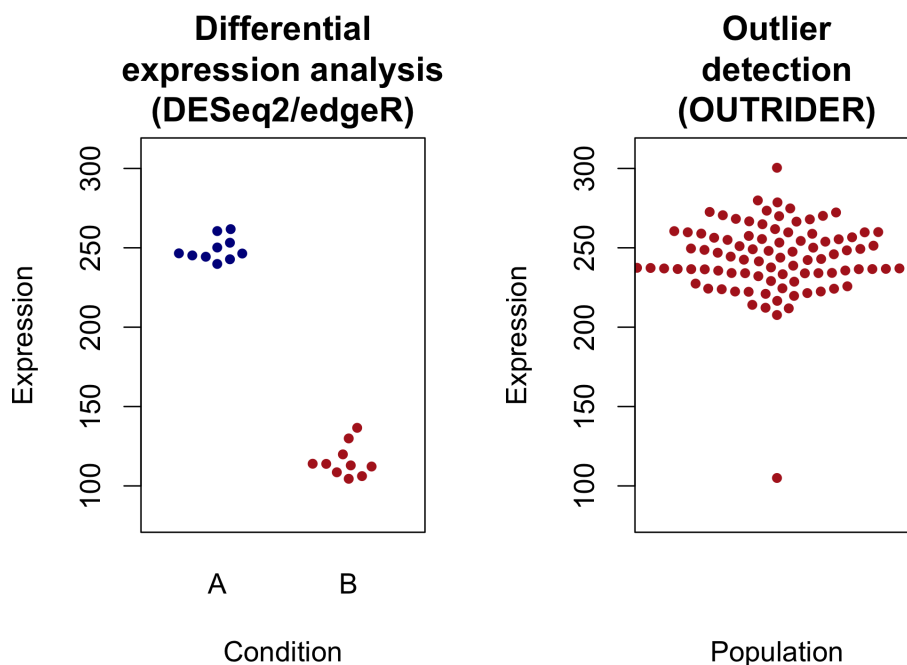 Differential
expression analysis
(DESeq2/edgeR)
Expression
300
250
200
150
100
A
B
Condition
Outlier
detection
(OUTRIDER)
Expression
300
250
200
150
100
Population